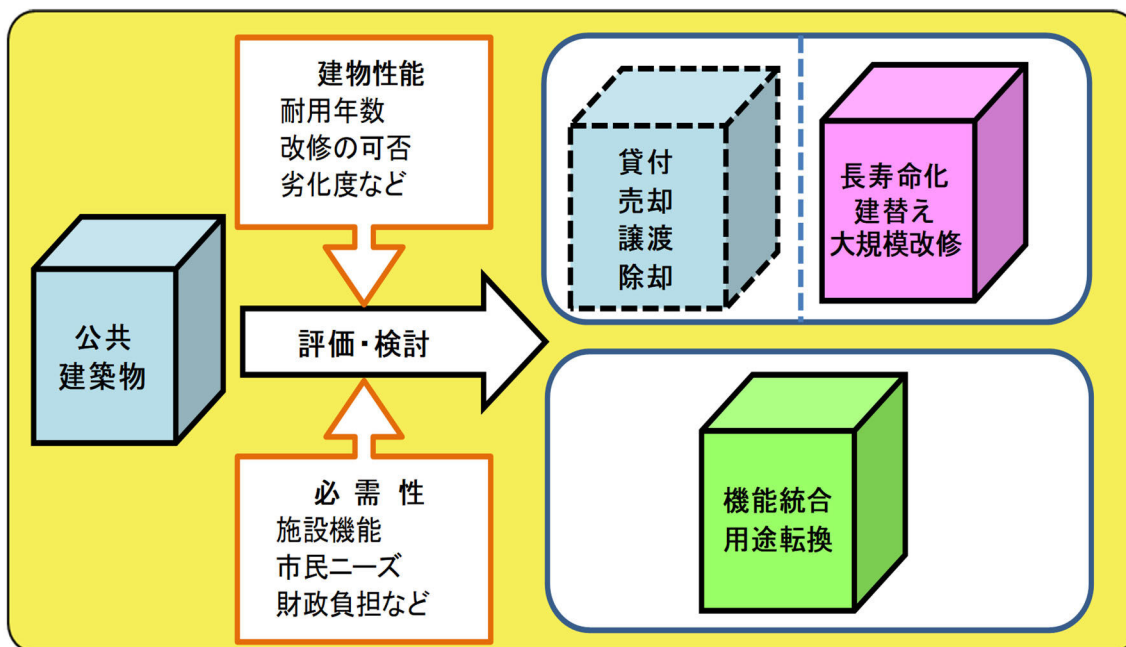 公共
建築物
建物性能
耐用年数
改修の可否
劣化度など
評価・検討
必需性
施設機能
市民ニーズ
財政負担など
貸付
売却
譲渡
除却
長寿命化
建替え
大規模改修
機能統合
用途転換